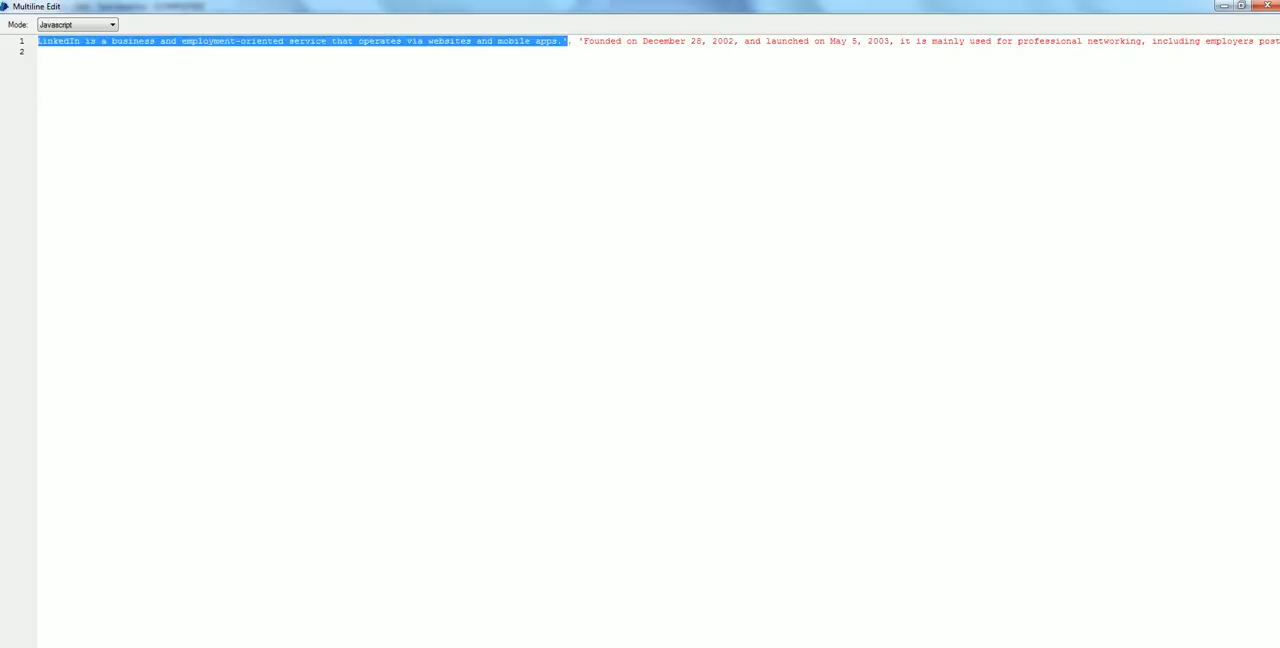 Multiline Edit
Mode: Javascript
1 LinkedIn is a business and employment-oriented service that operates via websites and mobile apps.', 'Founded on December 28, 2002, and launched on May 5, 2003, it is mainly used for professional networking, including employers post
2